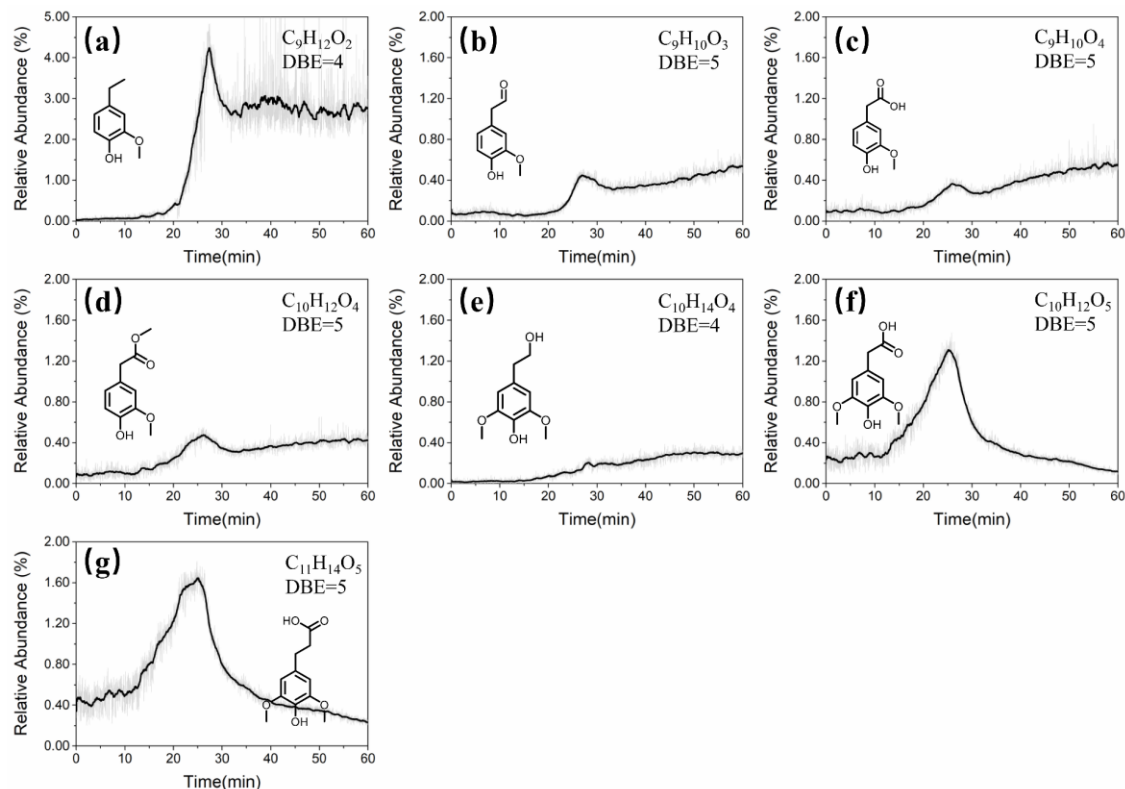 (a)
C₉H₁₂O₂
DBE=4
Relative Abundance (%)
5.00
4.00
3.00
2.00
1.00
0.00
0 10 20 30 40 50 60
Time(min)
OH
O
(b)
C₉H₁₀O₃
DBE=5
Relative Abundance (%)
2.00
1.60
1.20
0.80
0.40
0.00
0 10 20 30 40 50 60
Time(min)
O
OH
O
(c)
C₉H₁₀O₄
DBE=5
Relative Abundance (%)
2.00
1.60
1.20
0.80
0.40
0.00
0 10 20 30 40 50 60
Time(min)
O
OH
O
OH
(d)
C₁₀H₁₂O₄
DBE=5
Relative Abundance (%)
2.00
1.60
1.20
0.80
0.40
0.00
0 10 20 30 40 50 60
Time(min)
O
O
O
OH
(e)
C₁₀H₁₄O₄
DBE=4
Relative Abundance (%)
2.00
1.60
1.20
0.80
0.40
0.00
0 10 20 30 40 50 60
Time(min)
OH
O
O
OH
(f)
C₁₀H₁₂O₅
DBE=5
Relative Abundance (%)
2.00
1.60
1.20
0.80
0.40
0.00
0 10 20 30 40 50 60
Time(min)
OH
O
O
O
OH
(g)
C₁₁H₁₄O₅
DBE=5
Relative Abundance (%)
2.00
1.60
1.20
0.80
0.40
0.00
0 10 20 30 40 50 60
Time(min)
HO
O
O
O
OH